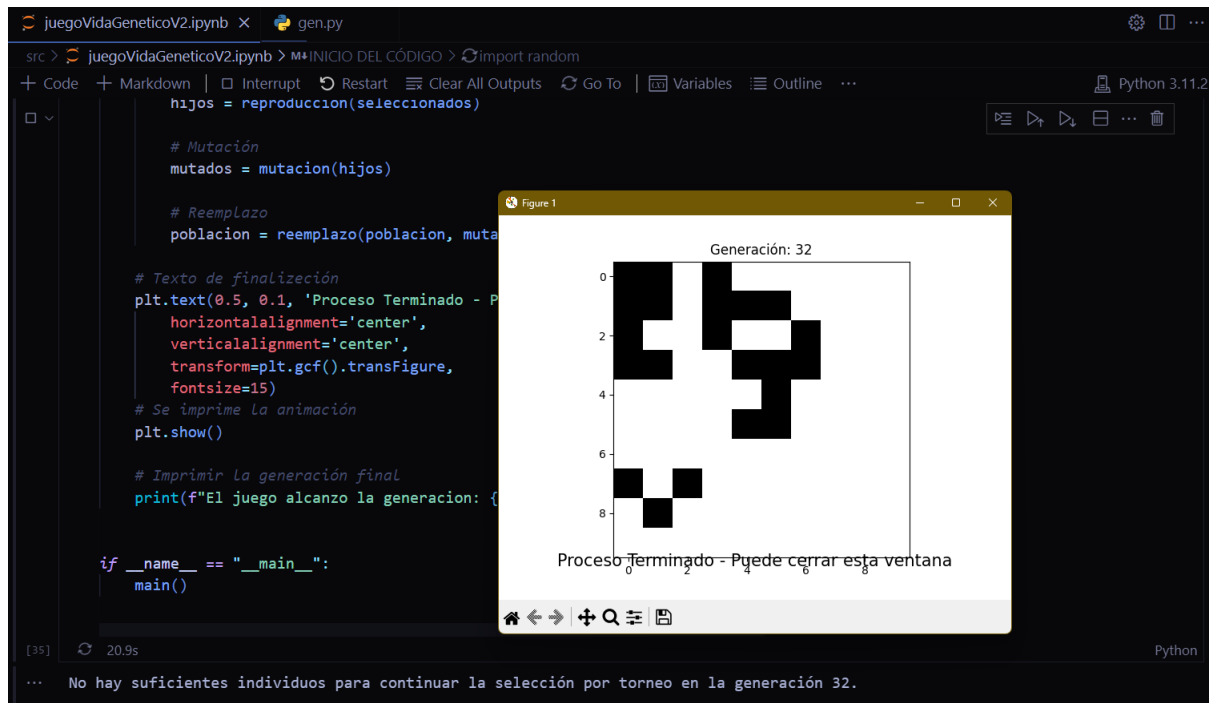 juegoVidaGeneticoV2.ipynb × gen.py ···
src > juegoVidaGeneticoV2.ipynb > M↓INICIO DEL CÓDIGO > import random
+ Code + Markdown | Interrupt Restart Clear All Outputs Go To | Variables Outline ··· Python 3.11.2
hijos = reproduccion(seleccionados)
# Mutación
mutados = mutacion(hijos)
# Reemplazo
poblacion = reemplazo(poblacion, muta
# Texto de finalizeción
plt.text(0.5, 0.1, 'Proceso Terminado - P
horizontalalignment='center',
verticalalignment='center',
transform=plt.gcf().transFigure,
fontsize=15)
# Se imprime la animación
plt.show()
# Imprimir la generación final
print(f"El juego alcanzo la generacion: {
if __name__ == "__main__":
main()
[35] 20.9s Python
··· No hay suficientes individuos para continuar la selección por torneo en la generación 32.
Figure 1
Generación: 32
0
2
4
6
8
0 2 4 6 8
Proceso Terminado - Puede cerrar esta ventana